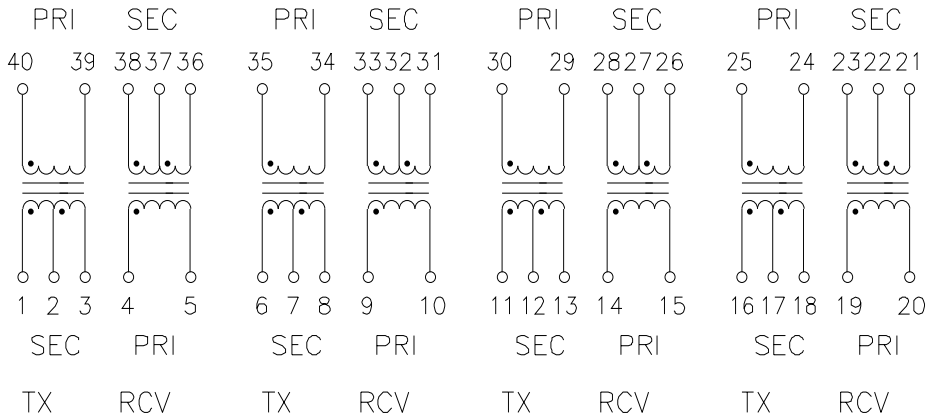 PRI SEC PRI SEC PRI SEC PRI SEC
40 39 38 37 36 35 34 33 32 31 30 29 28 27 26 25 24 23 22 21
1 2 3 4 5 6 7 8 9 10 11 12 13 14 15 16 17 18 19 20
SEC PRI SEC PRI SEC PRI SEC PRI
TX RCV TX RCV TX RCV TX RCV